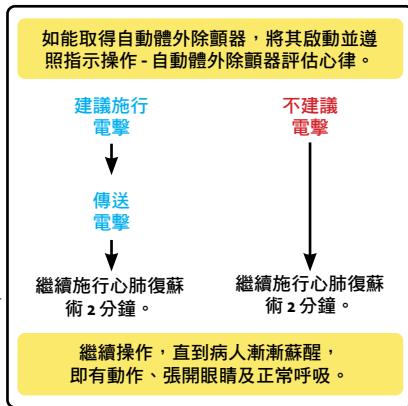 如能取得自動體外除顫器，將其啟動並遵
照指示操作 - 自動體外除顫器評估心律。
建議施行
電擊
不建議
電擊
傳送
電擊
繼續施行心肺復蘇
術 2 分鐘。
繼續施行心肺復蘇
術 2 分鐘。
繼續操作，直到病人漸漸蘇醒，
即有動作、張開眼睛及正常呼吸。